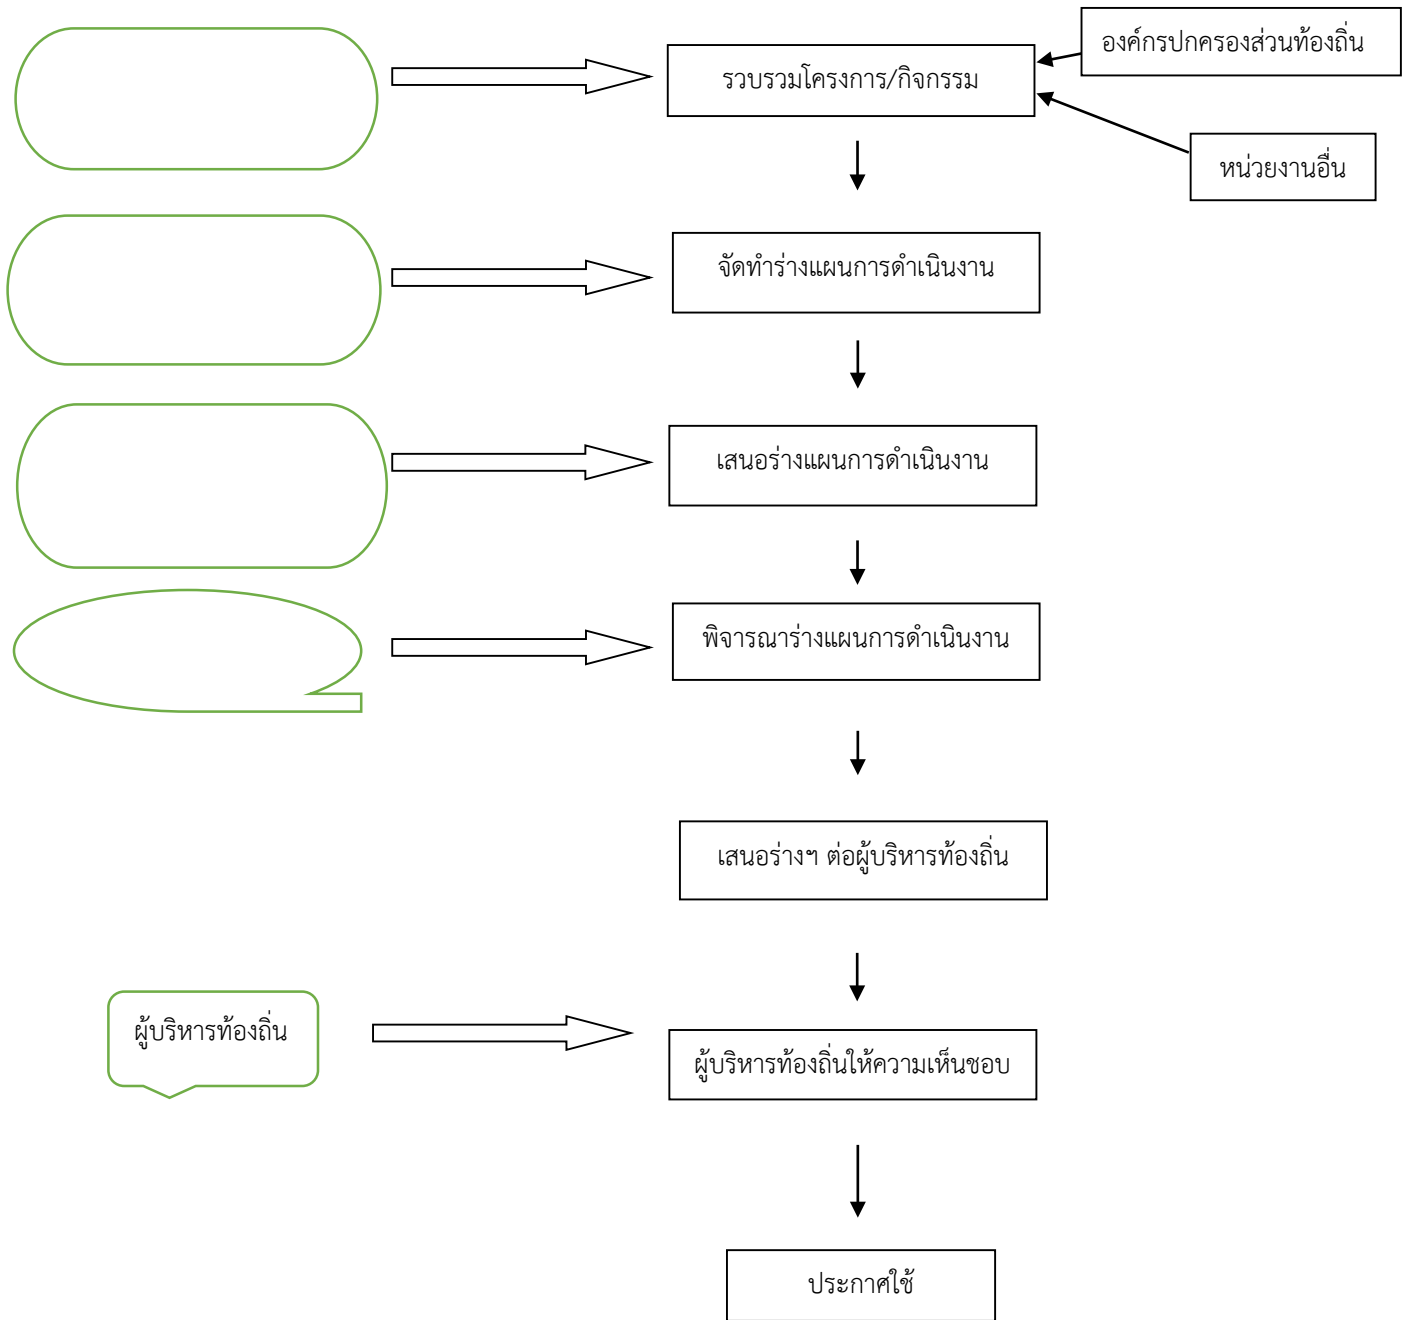 องค์กรปกครองส่วนท้องถิ่น
รวบรวมโครงการ/กิจกรรม
หน่วยงานอื่น
จัดทำร่างแผนการดำเนินงาน
เสนอร่างแผนการดำเนินงาน
พิจารณาร่างแผนการดำเนินงาน
เสนอร่างฯ ต่อผู้บริหารท้องถิ่น
ผู้บริหารท้องถิ่น
ผู้บริหารท้องถิ่นให้ความเห็นชอบ
ประกาศใช้